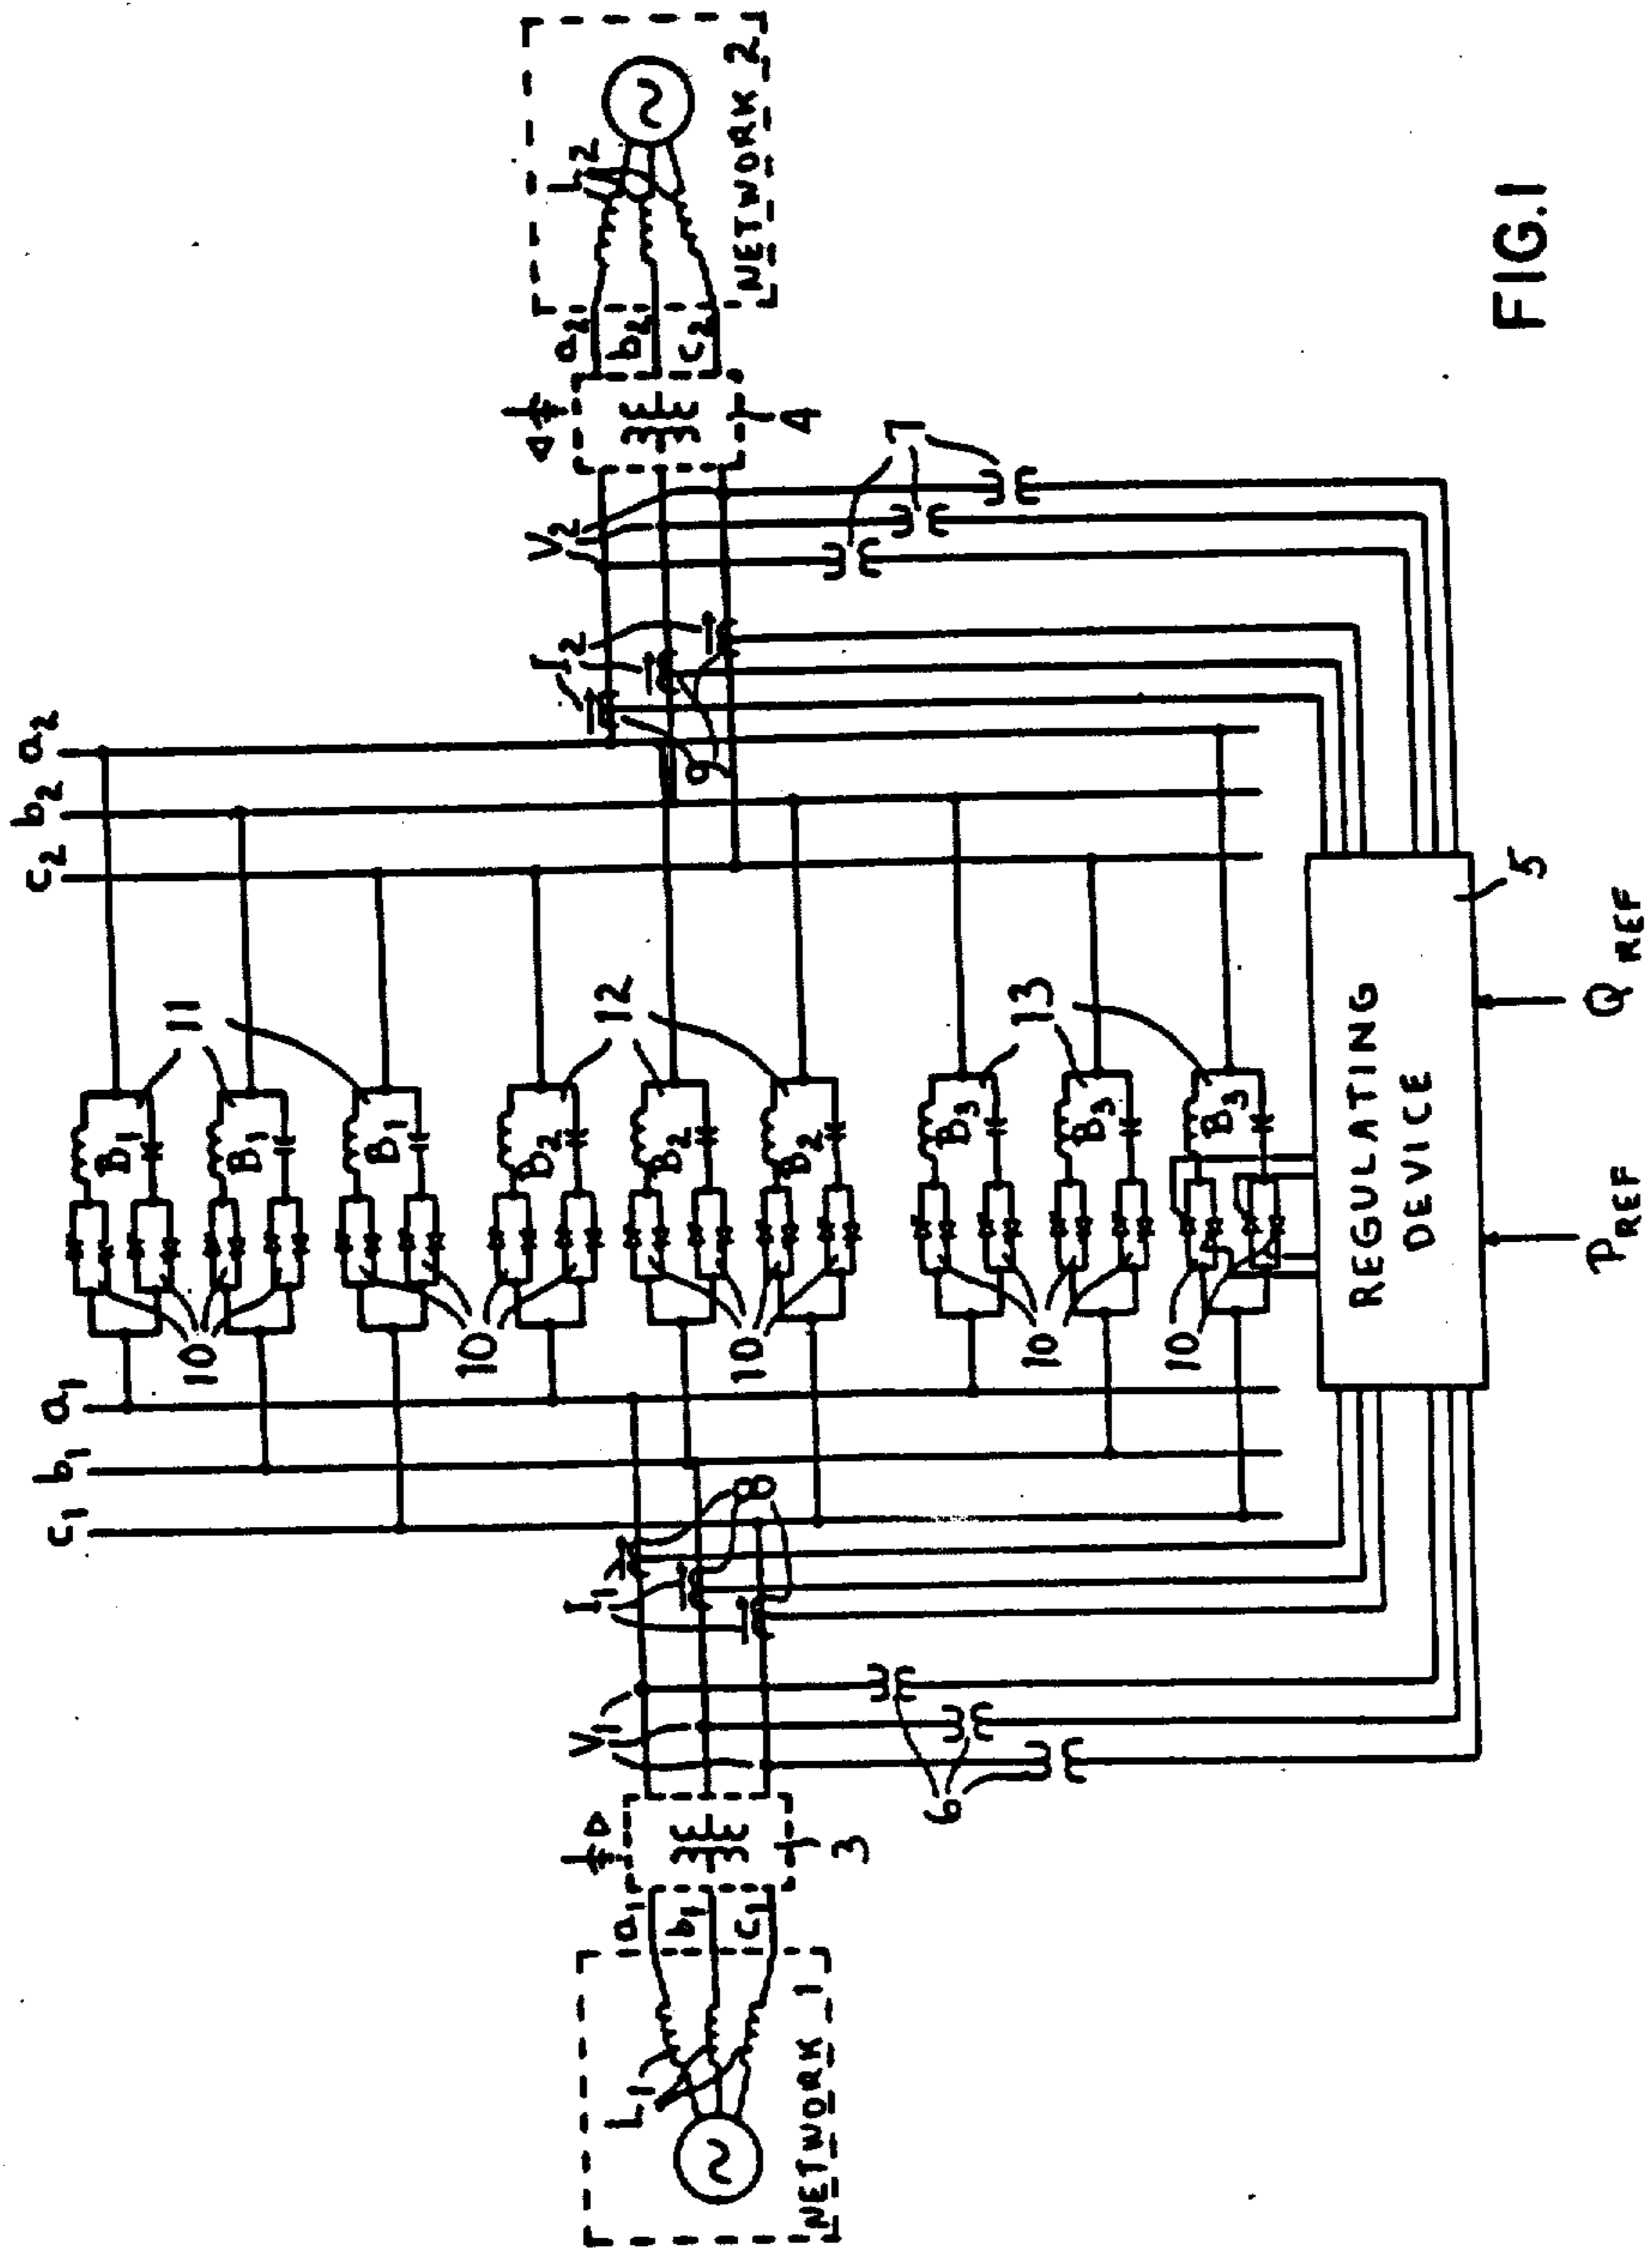 a1
b1
c1
a2
b2
c2
11
B1
B1
B1
10
10
12
B2
B2
B2
10
13
B3
B3
B3
10
10
NETWORK 1
L1
a1
b1
c1
3
V1
I1
8
6
I2
9
V2
7
4
a2
b2
c2
L2
NETWORK 2
REGULATING
DEVICE
5
PREF
QREF
FIG.1